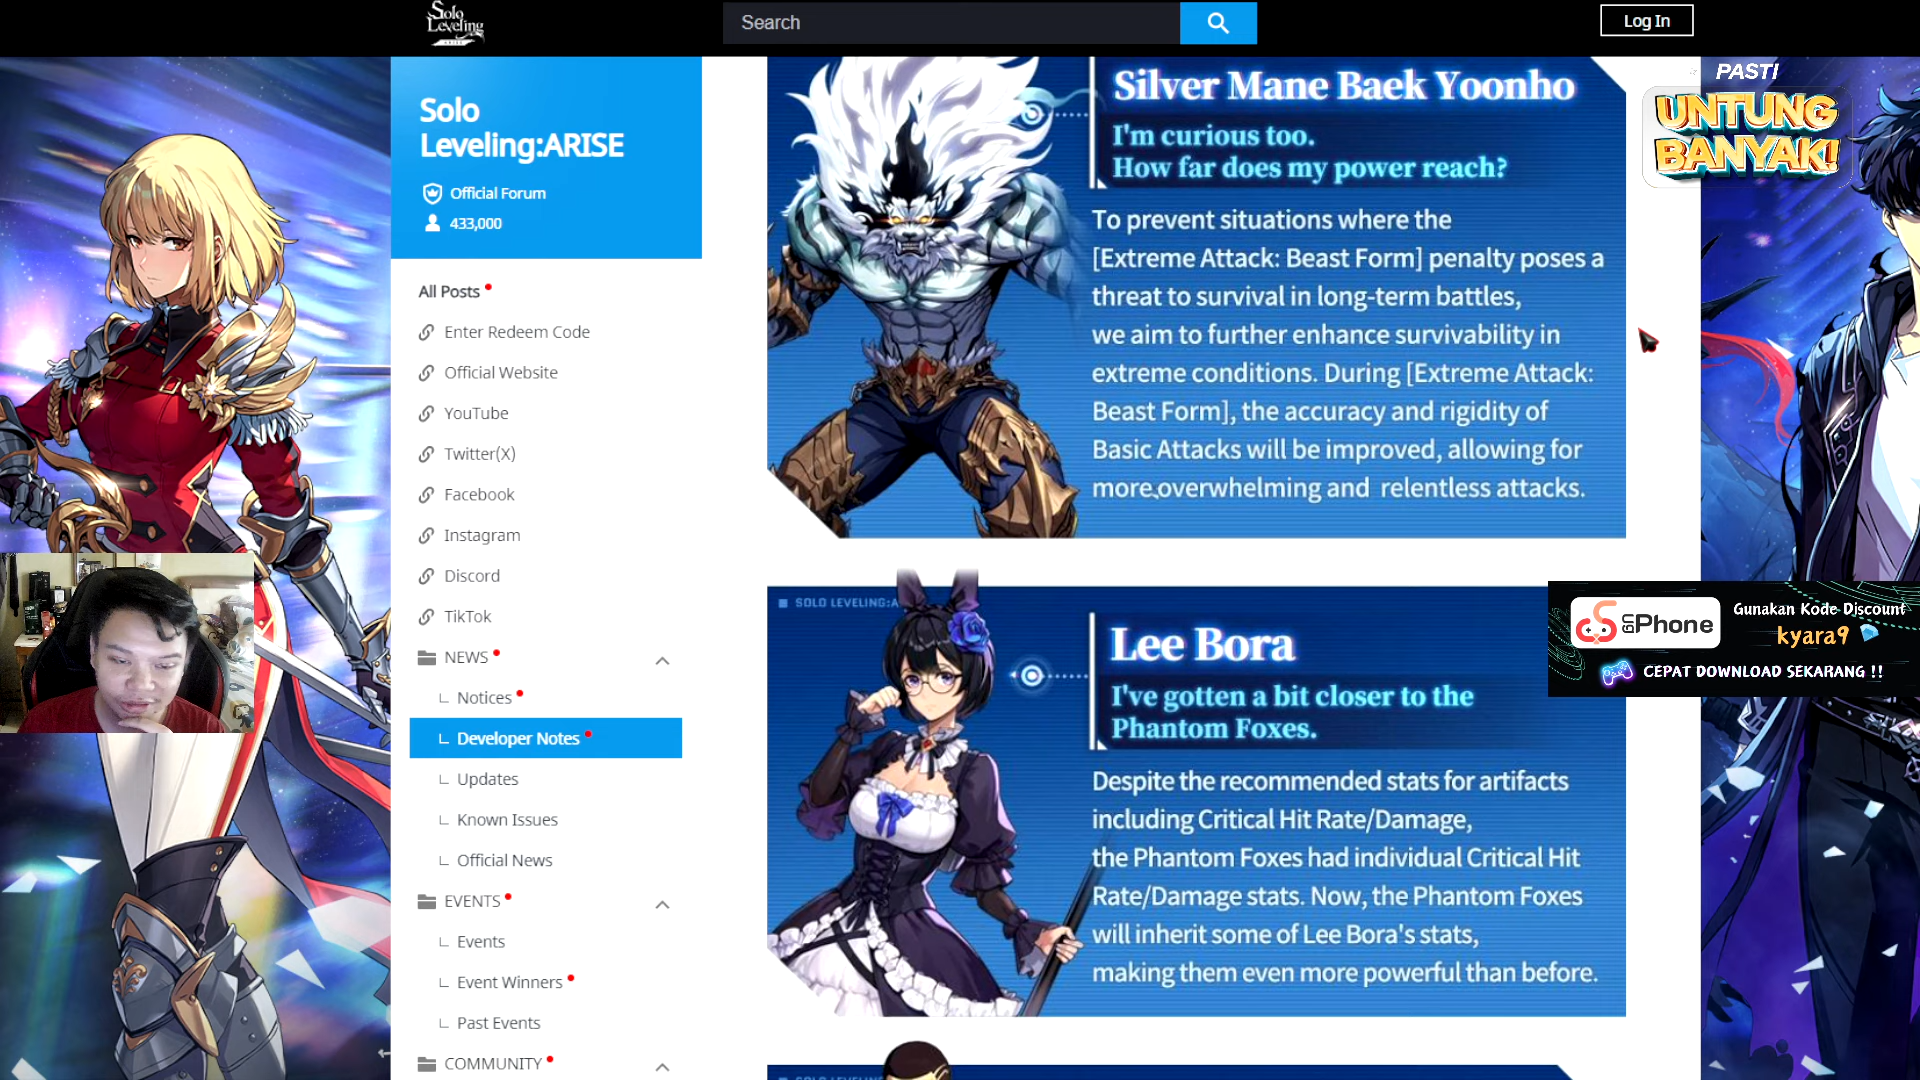 Solo
Leveling
ARISE
Search
Log In
Solo
Leveling:ARISE
Official Forum
433,000
All Posts
Enter Redeem Code
Official Website
YouTube
Twitter(X)
Facebook
Instagram
Discord
TikTok
NEWS
Notices
Developer Notes
Updates
Known Issues
Official News
EVENTS
Events
Event Winners
Past Events
COMMUNITY
Silver Mane Baek Yoonho
I'm curious too.
How far does my power reach?
To prevent situations where the
[Extreme Attack: Beast Form] penalty poses a
threat to survival in long-term battles,
we aim to further enhance survivability in
extreme conditions. During [Extreme Attack:
Beast Form], the accuracy and rigidity of
Basic Attacks will be improved, allowing for
more overwhelming and relentless attacks.
SOLO LEVELING:A
Lee Bora
I've gotten a bit closer to the
Phantom Foxes.
Despite the recommended stats for artifacts
including Critical Hit Rate/Damage,
the Phantom Foxes had individual Critical Hit
Rate/Damage stats. Now, the Phantom Foxes
will inherit some of Lee Bora's stats,
making them even more powerful than before.
SOLO LEVELING
PASTI
UNTUNG
BANYAK!
Phone
Gunakan Kode Discount
kyara9
CEPAT DOWNLOAD SEKARANG !!